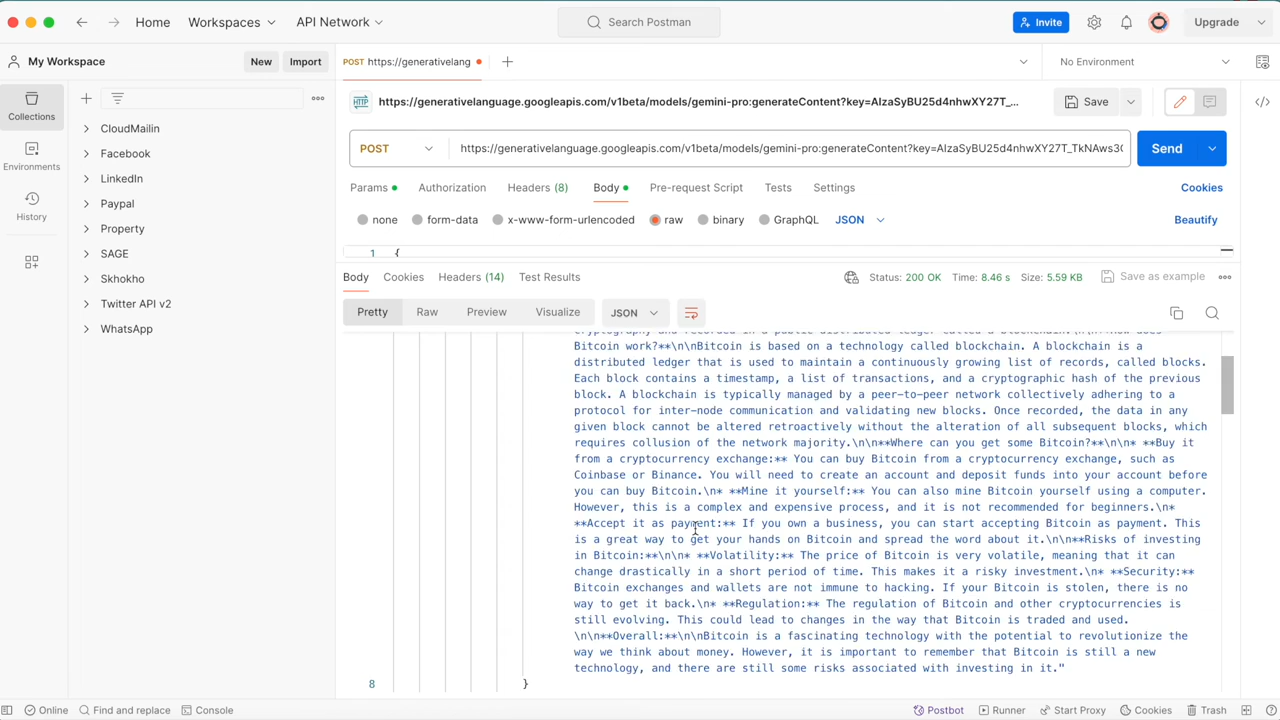 Home
Workspaces
API Network
Search Postman
Invite
Upgrade
My Workspace
New
Import
POST https://generativelang
No Environment
Collections
Environments
History
CloudMailin
Facebook
LinkedIn
Paypal
Property
SAGE
Skhokho
Twitter API v2
WhatsApp
HTTP
https://generativelanguage.googleapis.com/v1beta/models/gemini-pro:generateContent?key=AIzaSyBU25d4nhwXY27T_...
Save
POST
https://generativelanguage.googleapis.com/v1beta/models/gemini-pro:generateContent?key=AIzaSyBU25d4nhwXY27T_TkNAws3
Send
Params
Authorization
Headers (8)
Body
Pre-request Script
Tests
Settings
Cookies
none
form-data
x-www-form-urlencoded
raw
binary
GraphQL
JSON
Beautify
1 {
Body
Cookies
Headers (14)
Test Results
Status: 200 OK
Time: 8.46 s
Size: 5.59 KB
Save as example
Pretty
Raw
Preview
Visualize
JSON
cryptography and recorded in a public distributed ledger called a blockchain.\n\n**How does
Bitcoin work?**\n\nBitcoin is based on a technology called blockchain. A blockchain is a
distributed ledger that is used to maintain a continuously growing list of records, called blocks.
Each block contains a timestamp, a list of transactions, and a cryptographic hash of the previous
block. A blockchain is typically managed by a peer-to-peer network collectively adhering to a
protocol for inter-node communication and validating new blocks. Once recorded, the data in any
given block cannot be altered retroactively without the alteration of all subsequent blocks, which
requires collusion of the network majority.\n\n**Where can you get some Bitcoin?**\n\n* **Buy it
from a cryptocurrency exchange:** You can buy Bitcoin from a cryptocurrency exchange, such as
Coinbase or Binance. You will need to create an account and deposit funds into your account before
you can buy Bitcoin.\n* **Mine it yourself:** You can also mine Bitcoin yourself using a computer.
However, this is a complex and expensive process, and it is not recommended for beginners.\n*
**Accept it as payment:** If you own a business, you can start accepting Bitcoin as payment. This
is a great way to get your hands on Bitcoin and spread the word about it.\n\n**Risks of investing
in Bitcoin:**\n\n* **Volatility:** The price of Bitcoin is very volatile, meaning that it can
change drastically in a short period of time. This makes it a risky investment.\n* **Security:**
Bitcoin exchanges and wallets are not immune to hacking. If your Bitcoin is stolen, there is no
way to get it back.\n* **Regulation:** The regulation of Bitcoin and other cryptocurrencies is
still evolving. This could lead to changes in the way that Bitcoin is traded and used.
\n\n**Overall:**\n\nBitcoin is a fascinating technology with the potential to revolutionize the
way we think about money. However, it is important to remember that Bitcoin is still a new
technology, and there are still some risks associated with investing in it."
8 }
Online
Find and replace
Console
Postbot
Runner
Start Proxy
Cookies
Trash